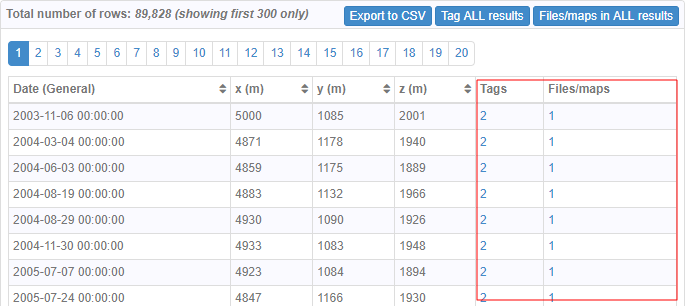 Total number of rows: 89,828 (showing first 300 only) Export to CSV Tag ALL results Files/maps in ALL results
1 2 3 4 5 6 7 8 9 10 11 12 13 14 15 16 17 18 19 20
Date (General) x (m) y (m) z (m) Tags Files/maps
2003-11-06 00:00:00 5000 1085 2001 2 1
2004-03-04 00:00:00 4871 1178 1940 2 1
2004-06-03 00:00:00 4859 1175 1889 2 1
2004-08-19 00:00:00 4883 1132 1966 2 1
2004-08-29 00:00:00 4930 1090 1926 2 1
2004-11-30 00:00:00 4933 1083 1948 2 1
2005-07-07 00:00:00 4923 1084 1894 2 1
2005-07-24 00:00:00 4847 1166 1930 2 1